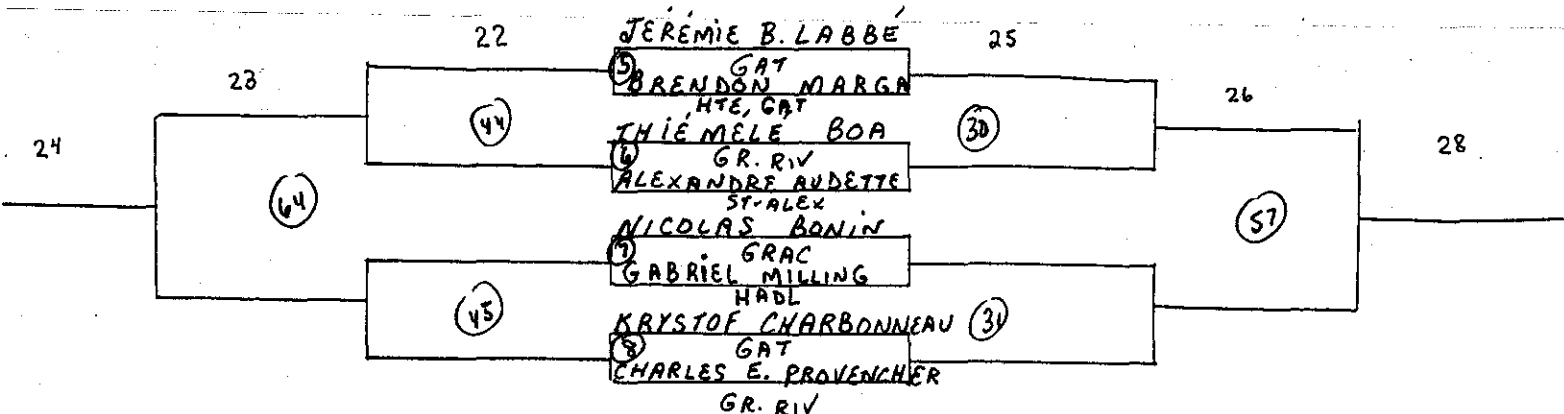 JÉRÉMIE B. LABBÉ
22
25
5 GAT
23
BRENDON MARGA
26
HTE, GAT
44
THIÉMELÉ BOA
30
24
6 GR. RIV
28
ALEXANDRE AUDETTE
64
ST-ALEX
57
NICOLAS BONIN
7 GRAC
GABRIEL MILLING
HADL
45
KRYSTOF CHARBONNEAU
31
8 GAT
CHARLES E. PROVENCHER
GR. RIV